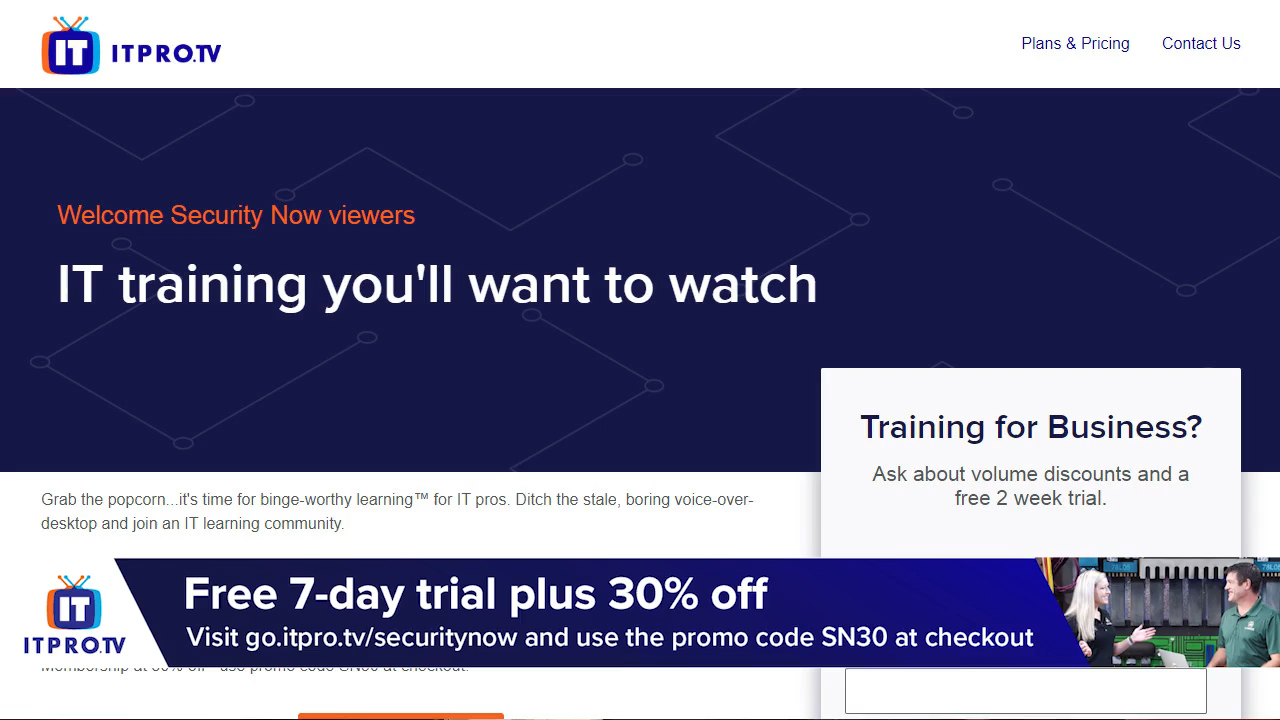 IT
ITPRO.TV
Plans & Pricing
Contact Us
Welcome Security Now viewers
IT training you'll want to watch
Training for Business?
Ask about volume discounts and a
free 2 week trial.
Grab the popcorn...it's time for binge-worthy learning™ for IT pros. Ditch the stale, boring voice-over-
desktop and join an IT learning community.
IT
ITPRO.TV
Free 7-day trial plus 30% off
Visit go.itpro.tv/securitynow and use the promo code SN30 at checkout